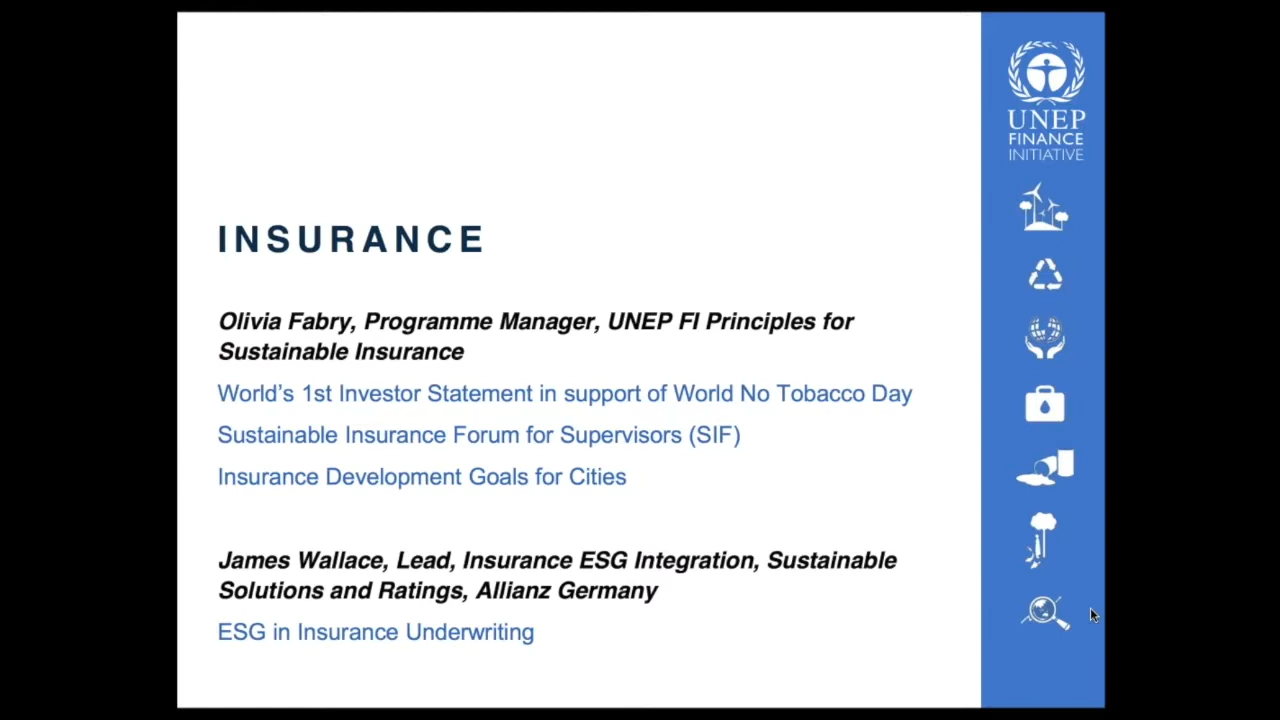 INSURANCE
Olivia Fabry, Programme Manager, UNEP FI Principles for
Sustainable Insurance
World's 1st Investor Statement in support of World No Tobacco Day
Sustainable Insurance Forum for Supervisors (SIF)
Insurance Development Goals for Cities
James Wallace, Lead, Insurance ESG Integration, Sustainable
Solutions and Ratings, Allianz Germany
ESG in Insurance Underwriting
UNEP
FINANCE
INITIATIVE